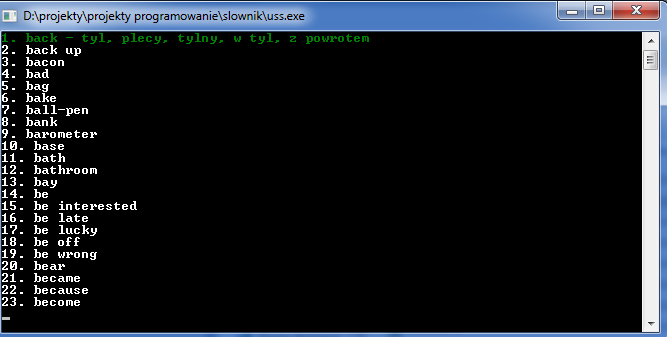 D:\projekty\projekty programowanie\slownik\uss.exe
1. back - tyl, plecy, tylny, w tyl, z powrotem
2. back up
3. bacon
4. bad
5. bag
6. bake
7. ball-pen
8. bank
9. barometer
10. base
11. bath
12. bathroom
13. bay
14. be
15. be interested
16. be late
17. be lucky
18. be off
19. be wrong
20. bear
21. became
22. because
23. become